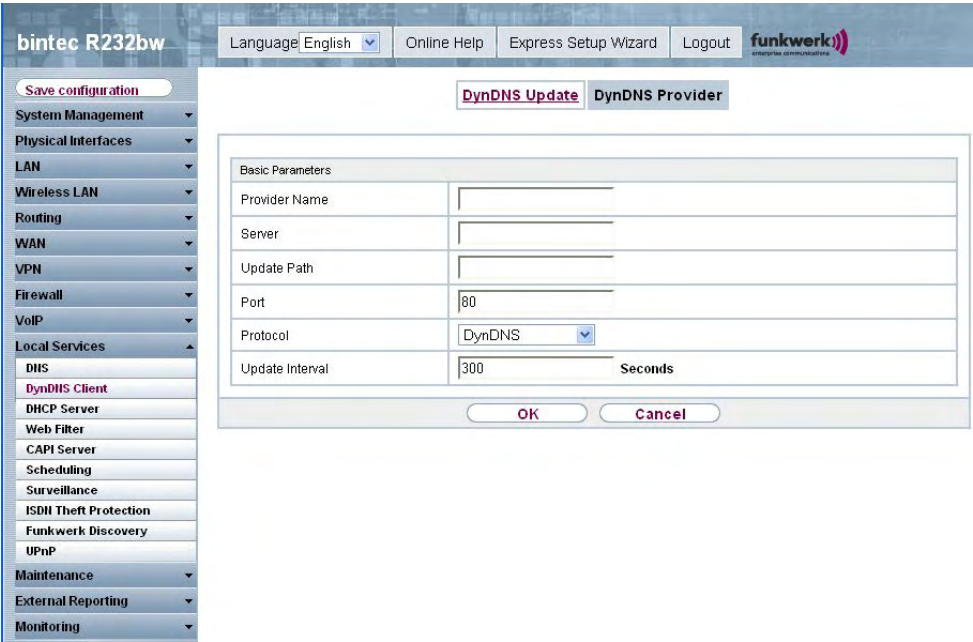 bintec R232bw
Language English Online Help Express Setup Wizard Logout funkwerk
enterprise communications
Save configuration
System Management
Physical Interfaces
LAN
Wireless LAN
Routing
WAN
VPN
Firewall
VoIP
Local Services
DNS
DynDNS Client
DHCP Server
Web Filter
CAPI Server
Scheduling
Surveillance
ISDN Theft Protection
Funkwerk Discovery
UPnP
Maintenance
External Reporting
Monitoring
DynDNS Update DynDNS Provider
Basic Parameters
Provider Name
Server
Update Path
Port 80
Protocol DynDNS
Update Interval 300 Seconds
OK Cancel